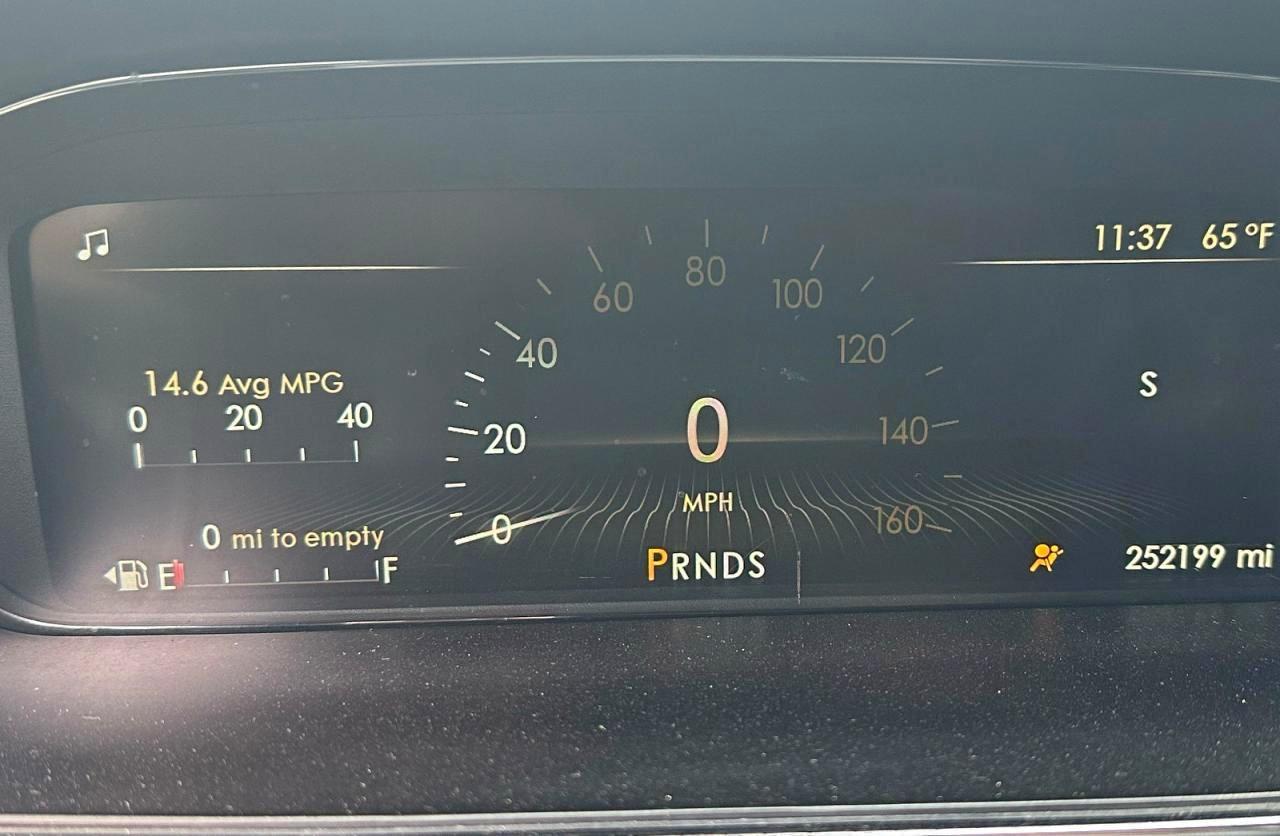 11:37 65 °F
80
60 100
40 120
14.6 Avg MPG
0 20 40
S
20 0 140
MPH
0 160
0 mi to empty
E F
PRNDS
252199 mi